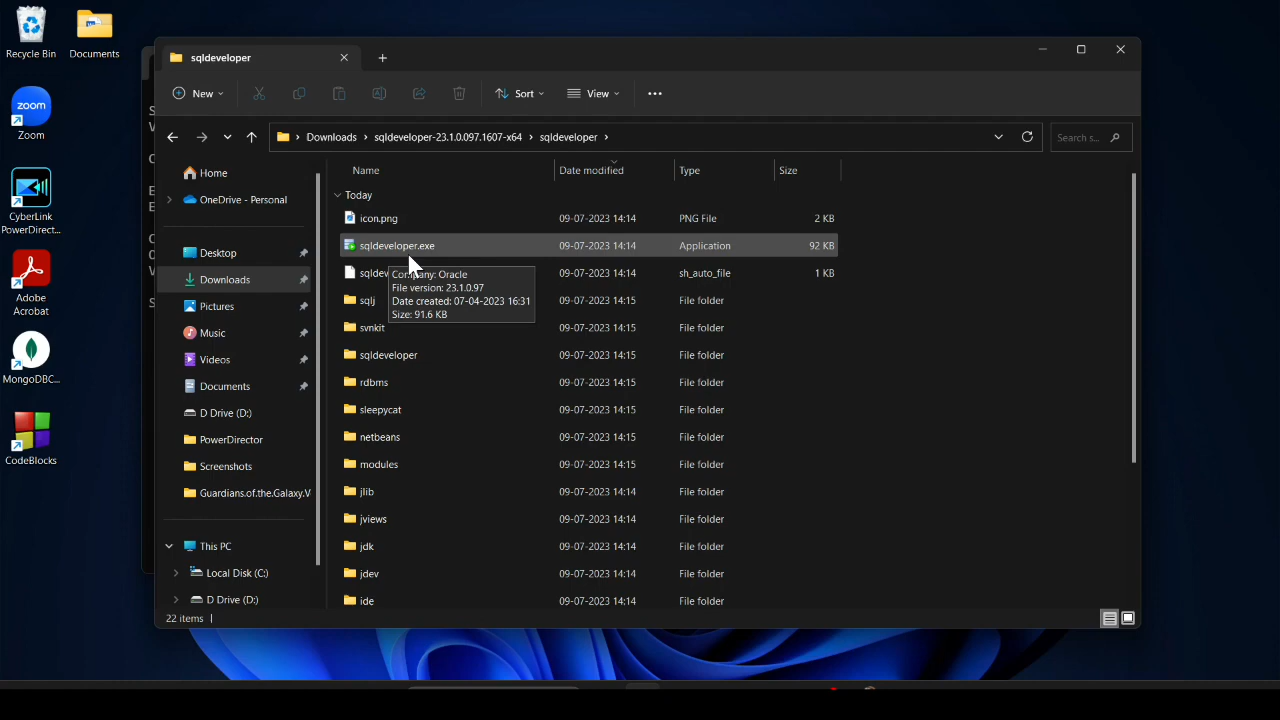 Recycle Bin
Documents
zoom
Zoom
CyberLink
PowerDirect...
Adobe
Acrobat
MongoDBC...
CodeBlocks
sqldeveloper
New
Sort
View
Downloads > sqldeveloper-23.1.0.097.1607-x64 > sqldeveloper >
Search s...
Home
OneDrive - Personal
Desktop
Downloads
Pictures
Music
Videos
Documents
D Drive (D:)
PowerDirector
Screenshots
Guardians.of.the.Galaxy.V
This PC
Local Disk (C:)
D Drive (D:)
Name Date modified Type Size
Today
icon.png 09-07-2023 14:14 PNG File 2 KB
sqldeveloper.exe 09-07-2023 14:14 Application 92 KB
sqldev 09-07-2023 14:14 sh_auto_file 1 KB
Company: Oracle
File version: 23.1.0.97
Date created: 07-04-2023 16:31
Size: 91.6 KB
sqlj 09-07-2023 14:14 File folder
svnkit 09-07-2023 14:15 File folder
sqldeveloper 09-07-2023 14:15 File folder
rdbms 09-07-2023 14:15 File folder
sleepycat 09-07-2023 14:15 File folder
netbeans 09-07-2023 14:15 File folder
modules 09-07-2023 14:15 File folder
jlib 09-07-2023 14:14 File folder
jviews 09-07-2023 14:14 File folder
jdk 09-07-2023 14:14 File folder
jdev 09-07-2023 14:14 File folder
ide 09-07-2023 14:14 File folder
22 items